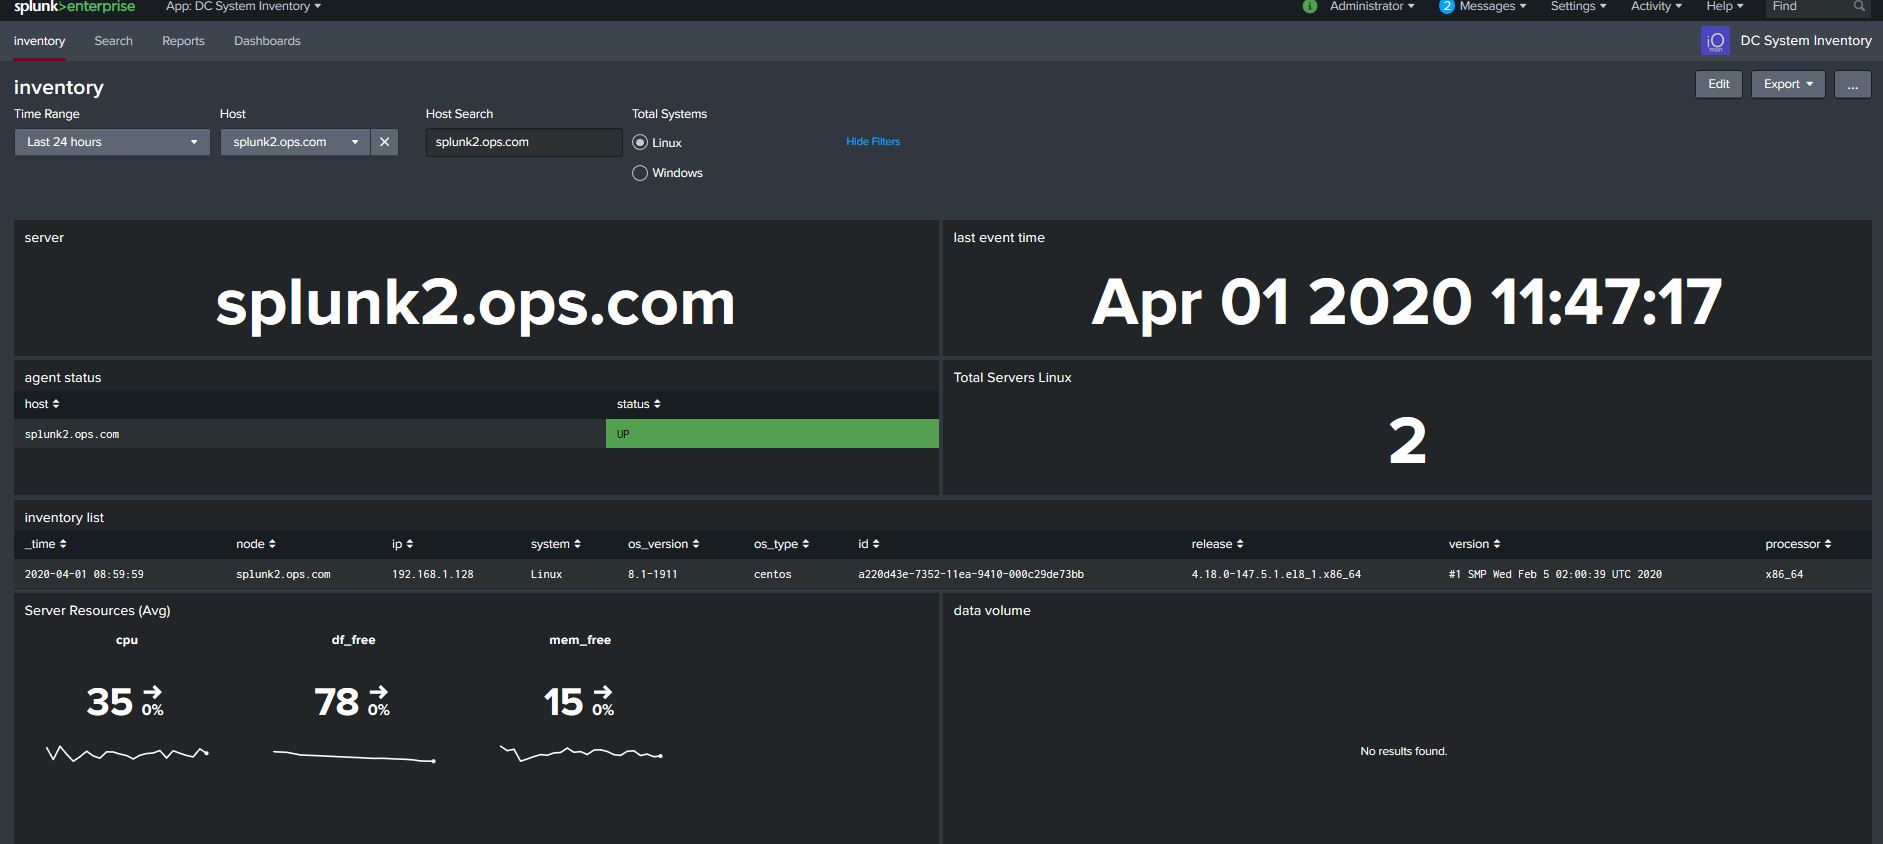 splunk>enterprise App: DC System Inventory i Administrator 2 Messages Settings Activity Help Find
inventory Search Reports Dashboards iO mon DC System Inventory
inventory Edit Export ...
Time Range Host Host Search Total Systems
Last 24 hours splunk2.ops.com splunk2.ops.com Linux Hide Filters
Windows
server last event time
splunk2.ops.com Apr 01 2020 11:47:17
agent status Total Servers Linux
host status
splunk2.ops.com UP 2
inventory list
_time node ip system os_version os_type id release version processor
2020-04-01 08:59:59 splunk2.ops.com 192.168.1.128 Linux 8.1-1911 centos a220d43e-7352-11ea-9410-000c29de73bb 4.18.0-147.5.1.el8_1.x86_64 #1 SMP Wed Feb 5 02:00:39 UTC 2020 x86_64
Server Resources (Avg) data volume
cpu df_free mem_free
35 0% 78 0% 15 0%
No results found.